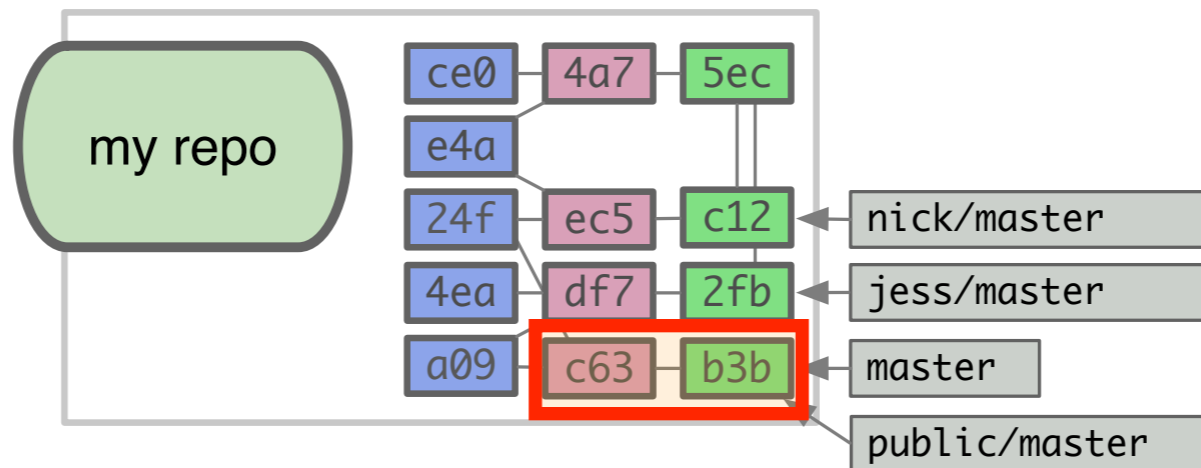 my repo
ce0 4a7 5ec
e4a
24f ec5 c12 nick/master
4ea df7 2fb jess/master
a09 c63 b3b master
public/master